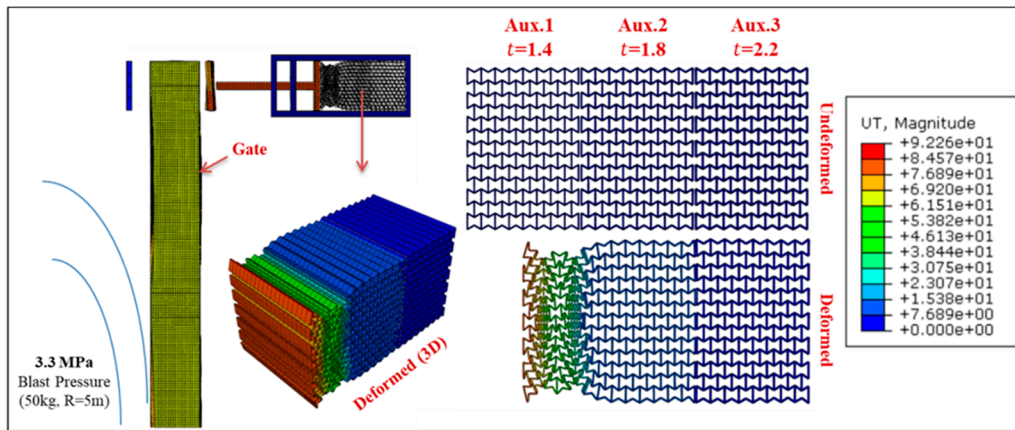 Aux.1
t=1.4
Aux.2
t=1.8
Aux.3
t=2.2
Undeformed
Deformed
Gate
Deformed (3D)
3.3 MPa
Blast Pressure
(50kg, R=5m)
UT, Magnitude
+9.226e+01
+8.457e+01
+7.689e+01
+6.920e+01
+6.151e+01
+5.382e+01
+4.613e+01
+3.844e+01
+3.075e+01
+2.307e+01
+1.538e+01
+7.689e+00
+0.000e+00